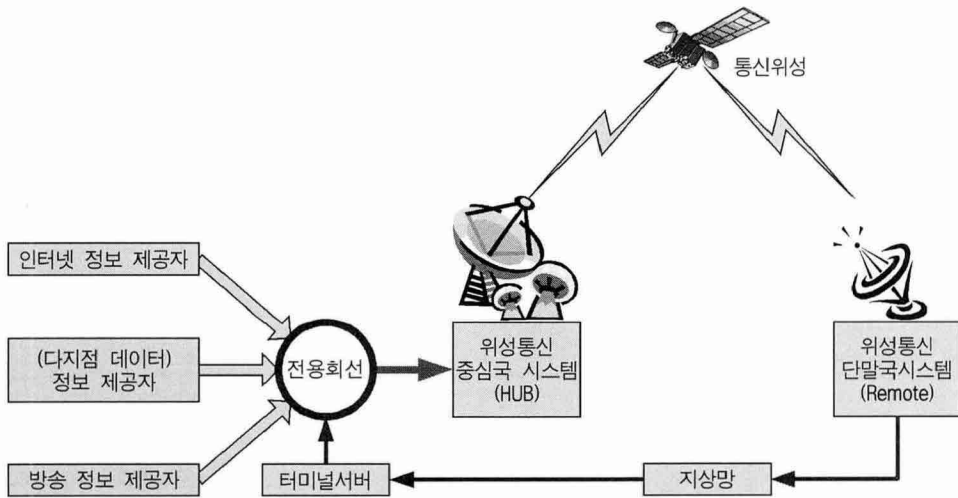 통신위성
인터넷 정보 제공자
(다지점 데이터)
정보 제공자
방송 정보 제공자
전용회선
위성통신
중심국 시스템
(HUB)
위성통신
단말국시스템
(Remote)
터미널서버
지상망